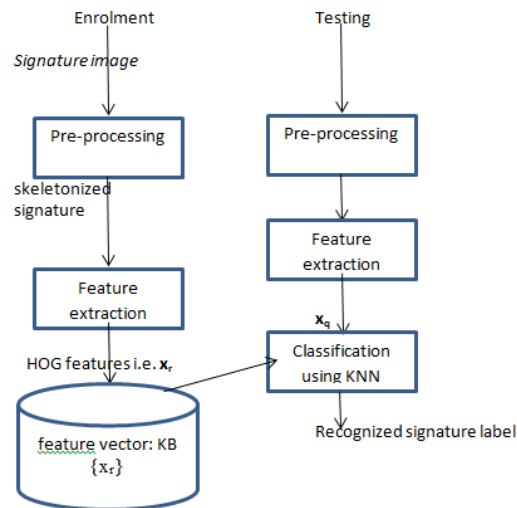 Enrolment
Signature image
Pre-processing
skeletonized
signature
Feature
extraction
HOG features i.e. xᵣ
feature vector: KB
{xᵣ}
Testing
Pre-processing
Feature
extraction
x_q
Classification
using KNN
Recognized signature label